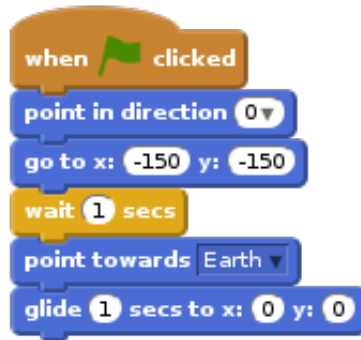 when clicked
point in direction 0
go to x: -150 y: -150
wait 1 secs
point towards Earth
glide 1 secs to x: 0 y: 0